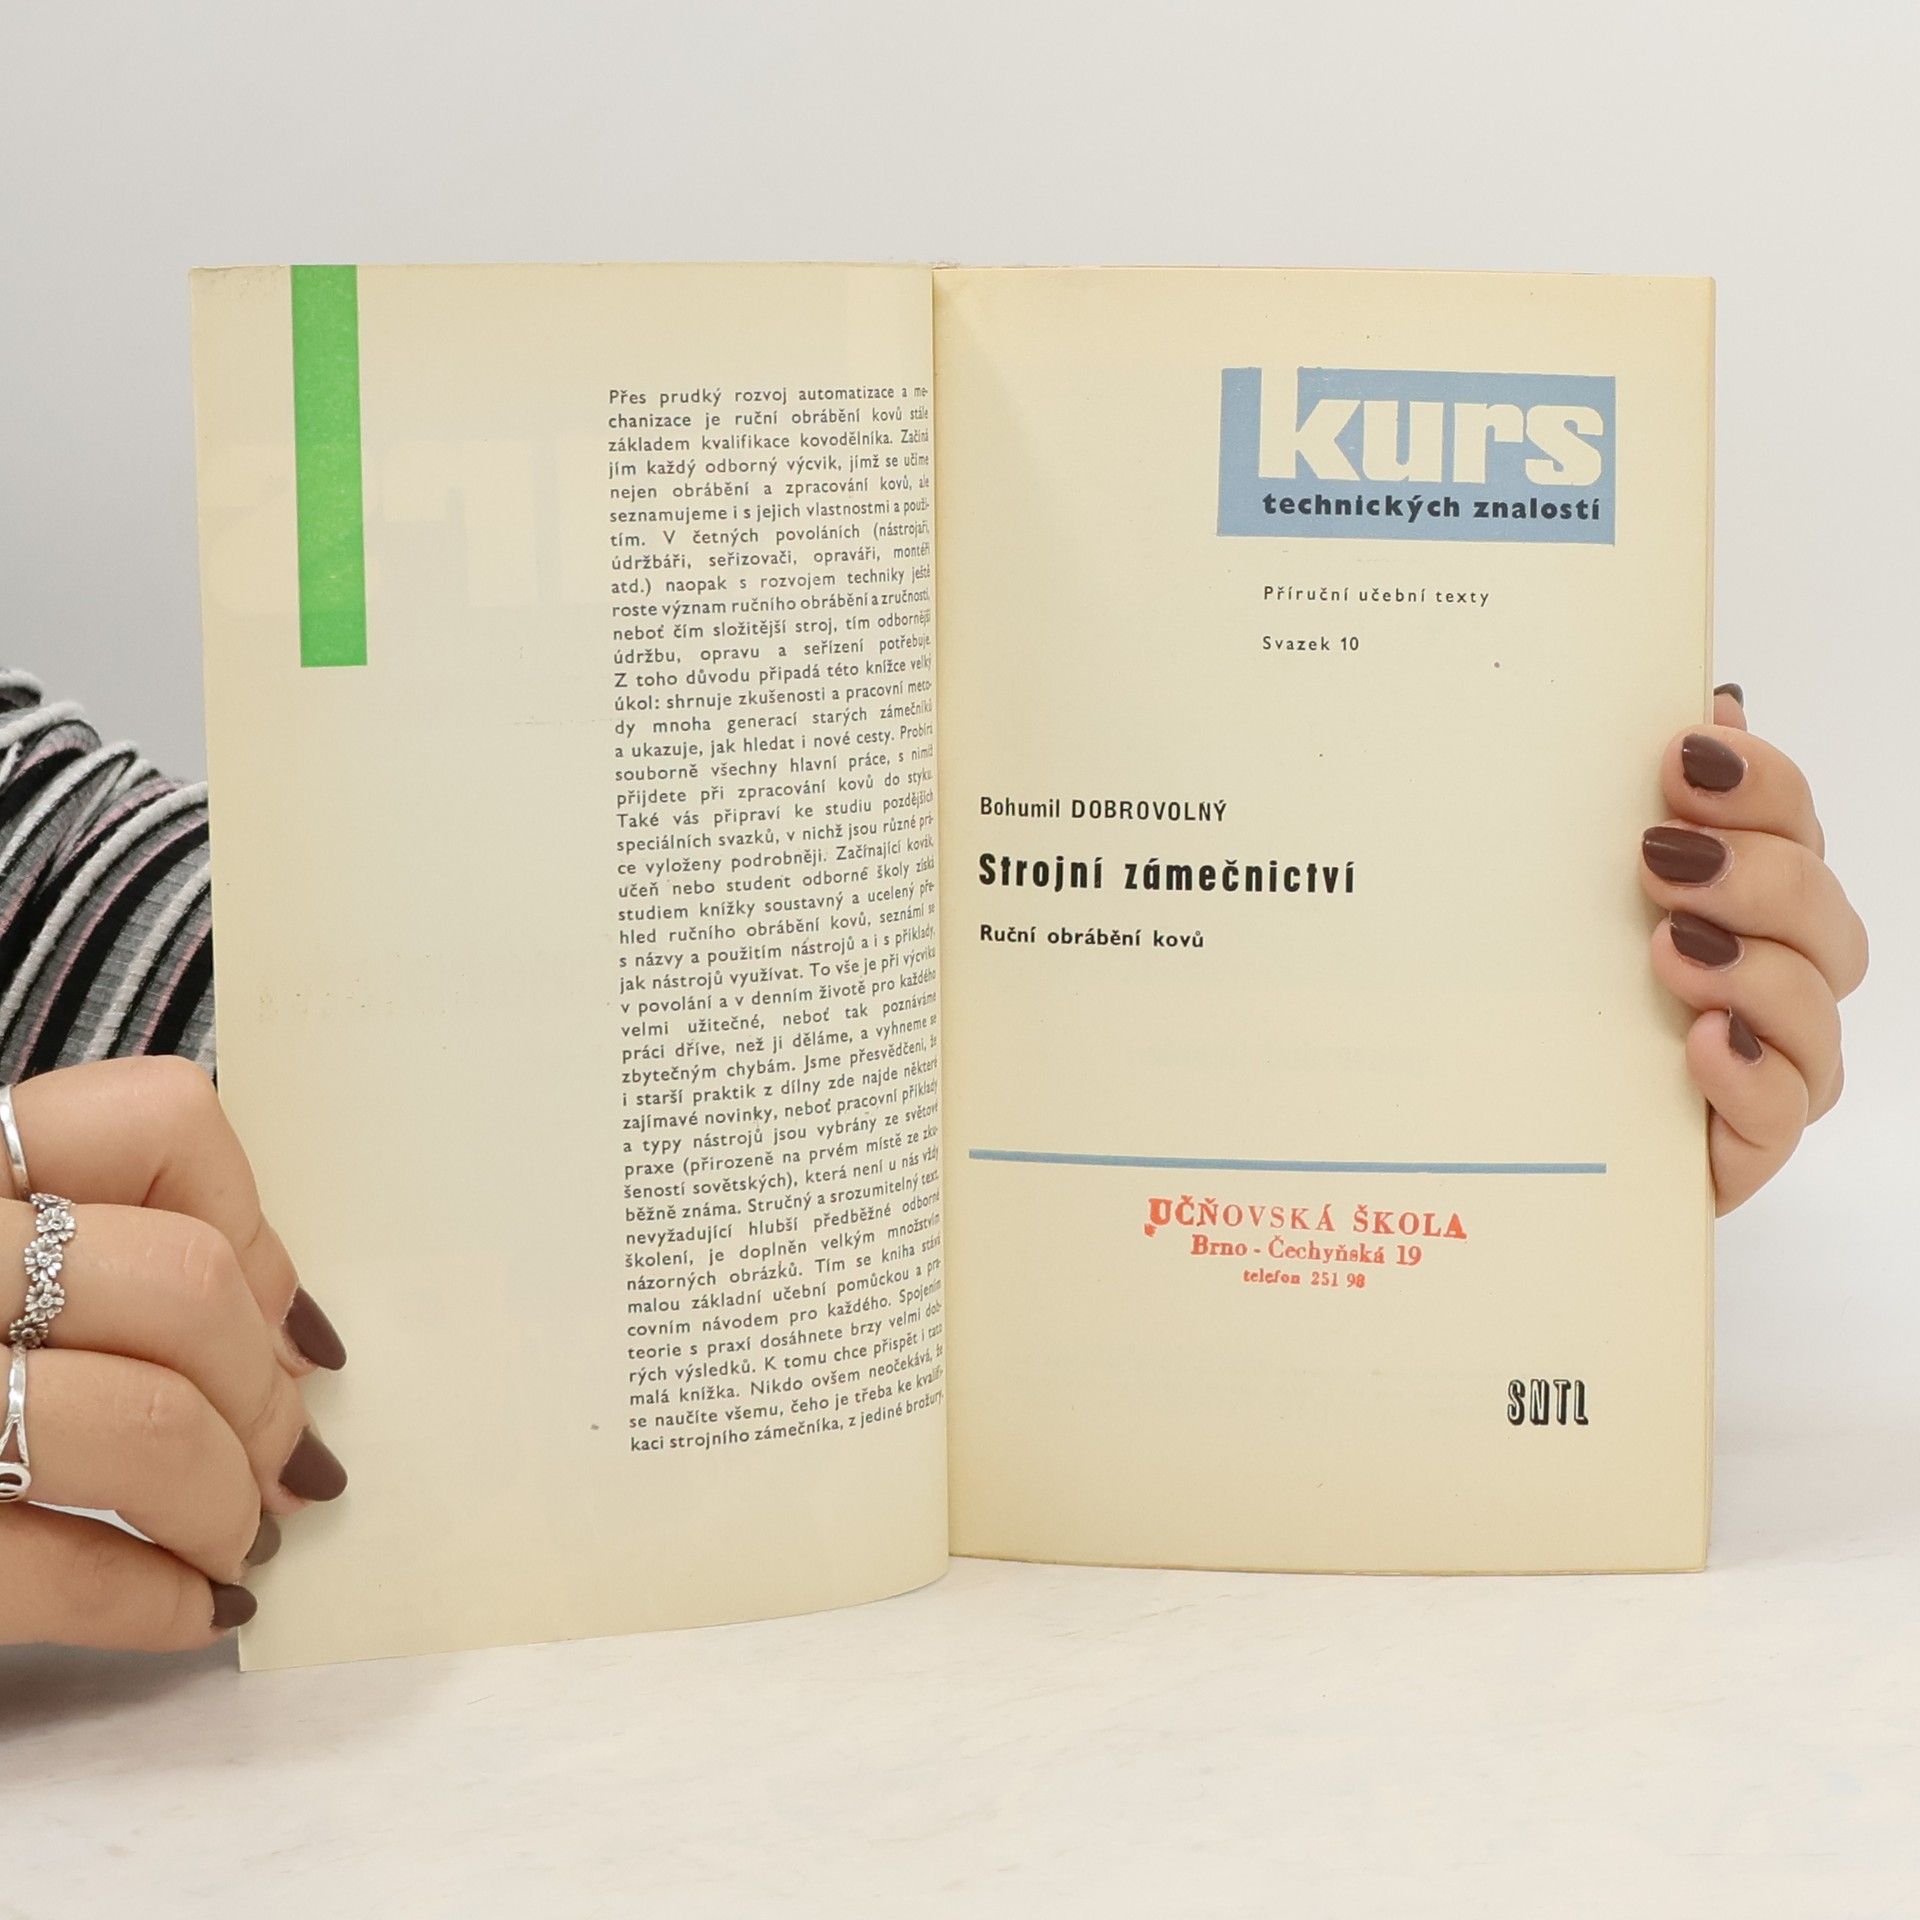 Přes prudký rozvoj automatizace a me-
chanizace je ruční obrábění kovů stále
základem kvalifikace kovodělníka. Začíná
jím každý odborný výcvik, jímž se učíme
nejen obrábění a zpracování kovů, ale
seznamujeme i s jejich vlastnostmi a použi-
tím. V četných povoláních (nástrojaři,
údržbáři, seřizovači, opraváři, montéři
atd.) naopak s rozvojem techniky ještě
roste význam ručního obrábění a zručnosti,
neboť čím složitější stroj, tím odbornější
údržbu, opravu a seřízení potřebuje.
Z toho důvodu připadá této knížce velký
úkol: shrnuje zkušenosti a pracovní meto-
dy mnoha generací starých zámečníků
a ukazuje, jak hledat i nové cesty. Probírá
souborně všechny hlavní práce, s nimiž
přijdete při zpracování kovů do styku.
Také vás připraví ke studiu pozdějších
speciálních svazků, v nichž jsou různé prá-
ce vyloženy podrobněji. Začínající kovák,
učeň nebo student odborné školy získá
studiem knížky soustavný a ucelený pře-
hled ručního obrábění kovů, seznámí se
s názvy a použitím nástrojů a i s příklady,
jak nástrojů využívat. To vše je při výcviku
v povolání a v denním životě pro každého
velmi užitečné, neboť tak poznáváme
práci dříve, než ji děláme, a vyhneme se
zbytečným chybám. Jsme přesvědčeni, že
i starší praktik z dílny zde najde některé
zajímavé novinky, neboť pracovní příklady
a typy nástrojů jsou vybrány ze světové
praxe (přirozeně na prvém místě ze zku-
šeností sovětských), která není u nás vždy
běžně známa. Stručný a srozumitelný text,
nevyžadující hlubší předběžné odborné
školení, je doplněn velkým množstvím
názorných obrázků. Tím se kniha stává
malou základní učební pomůckou a pra-
covním návodem pro každého. Spojením
teorie s praxí dosáhnete brzy velmi dob-
rých výsledků. K tomu chce přispět i tato
malá knížka. Nikdo ovšem neočekává, že
se naučíte všemu, čeho je třeba ke kvalifi-
kaci strojního zámečníka, z jediné brožury.
kurs
technických znalostí
Příruční učební texty
Svazek 10
Bohumil DOBROVOLNÝ
Strojní zámečnictví
Ruční obrábění kovů
UČŇOVSKÁ ŠKOLA
Brno - Čechyňská 19
telefon 251 98
SNTL